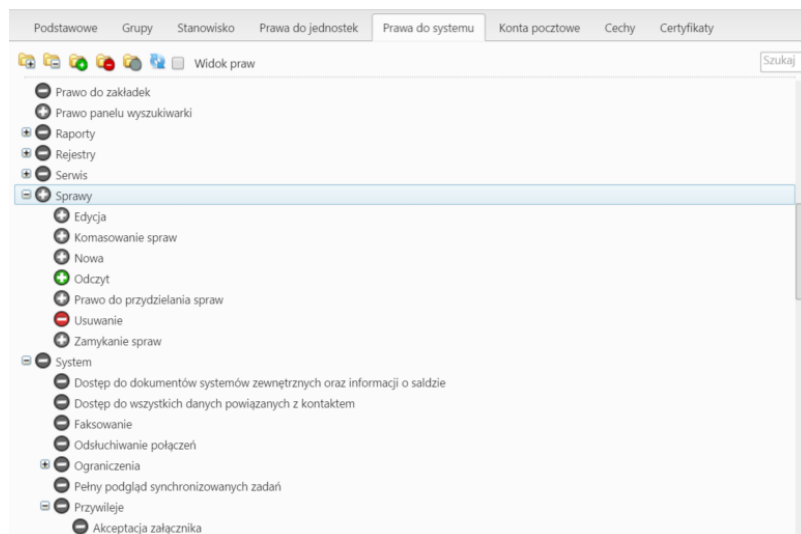 Podstawowe Grupy Stanowisko Prawa do jednostek Prawa do systemu Konta pocztowe Cechy Certyfikaty
Widok praw Szukaj
Prawo do zakładek
Prawo panelu wyszukiwarki
Raporty
Rejestry
Serwis
Sprawy
Edycja
Komasowanie spraw
Nowa
Odczyt
Prawo do przydzielania spraw
Usuwanie
Zamykanie spraw
System
Dostęp do dokumentów systemów zewnętrznych oraz informacji o saldzie
Dostęp do wszystkich danych powiązanych z kontaktem
Faksowanie
Odsłuchiwanie połączeń
Ograniczenia
Pełny podgląd synchronizowanych zadań
Przywileje
Akceptacja załącznika